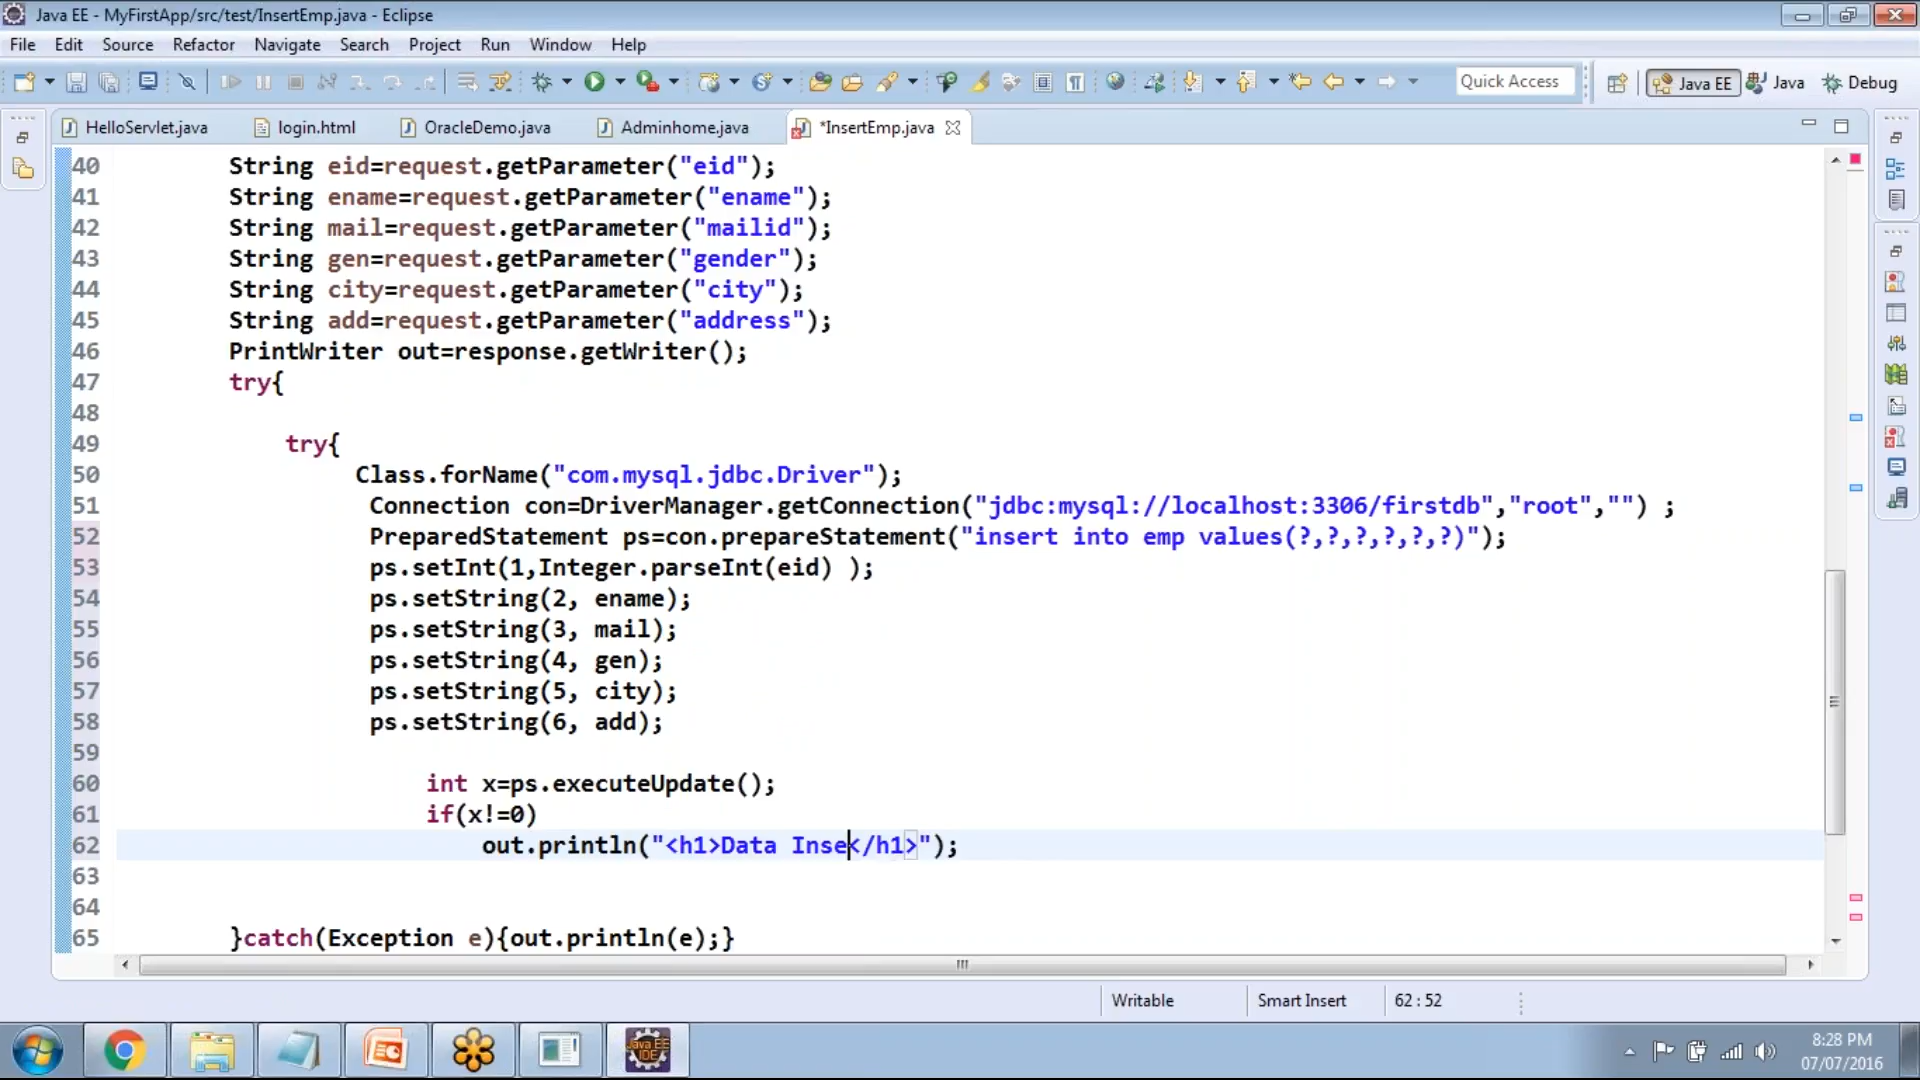 Java EE - MyFirstApp/src/test/InsertEmp.java - Eclipse
File Edit Source Refactor Navigate Search Project Run Window Help
Quick Access Java EE Java Debug
HelloServlet.java login.html OracleDemo.java Adminhome.java *InsertEmp.java
40 String eid=request.getParameter("eid");
41 String ename=request.getParameter("ename");
42 String mail=request.getParameter("mailid");
43 String gen=request.getParameter("gender");
44 String city=request.getParameter("city");
45 String add=request.getParameter("address");
46 PrintWriter out=response.getWriter();
47 try{
48
49 try{
50 Class.forName("com.mysql.jdbc.Driver");
51 Connection con=DriverManager.getConnection("jdbc:mysql://localhost:3306/firstdb","root","") ;
52 PreparedStatement ps=con.prepareStatement("insert into emp values(?,?,?,?,?,?)");
53 ps.setInt(1,Integer.parseInt(eid) );
54 ps.setString(2, ename);
55 ps.setString(3, mail);
56 ps.setString(4, gen);
57 ps.setString(5, city);
58 ps.setString(6, add);
59
60 int x=ps.executeUpdate();
61 if(x!=0)
62 out.println("<h1>Data Inse</h1>");
63
64
65 }catch(Exception e){out.println(e);}
Writable Smart Insert 62 : 52
Java EE IDE
8:28 PM
07/07/2016